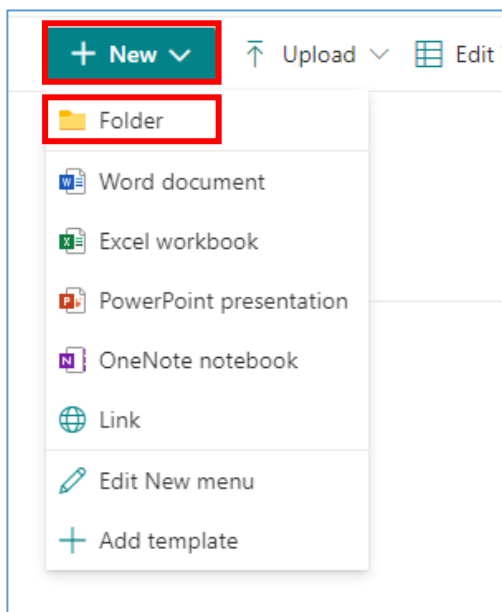 + New Upload Edit
Folder
Word document
Excel workbook
PowerPoint presentation
OneNote notebook
Link
Edit New menu
+ Add template